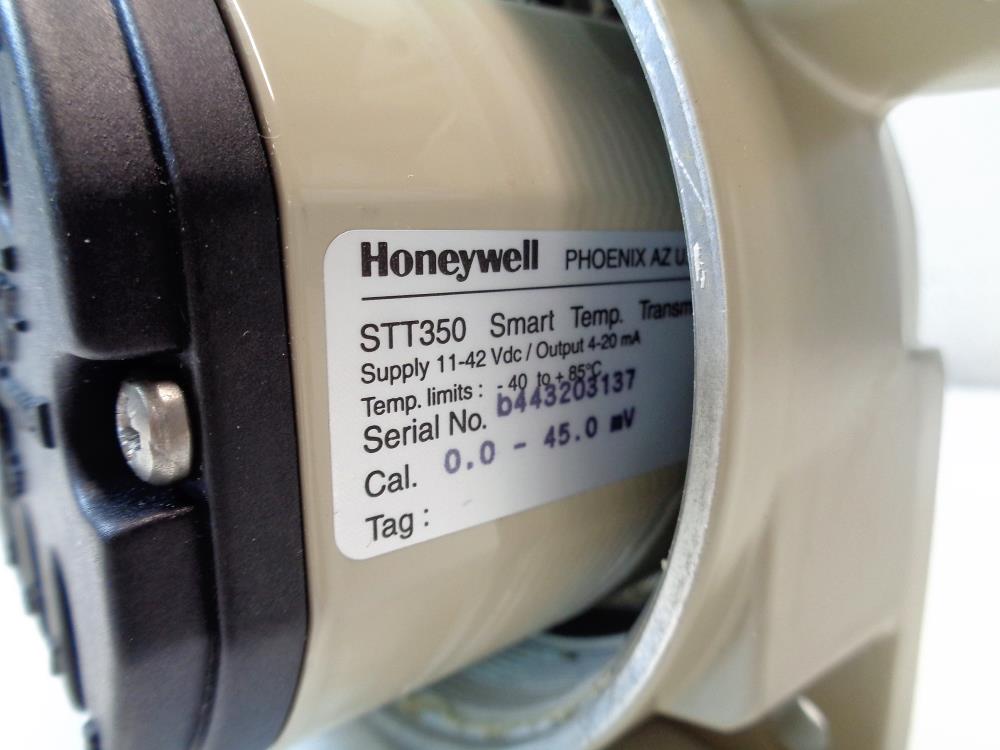 Honeywell PHOENIX AZ U.
STT350 Smart Temp. Transm
Supply 11-42 Vdc / Output 4-20 mA
Temp. limits : - 40 to + 85°C
Serial No. b443203137
Cal. 0.0 - 45.0 mV
Tag :